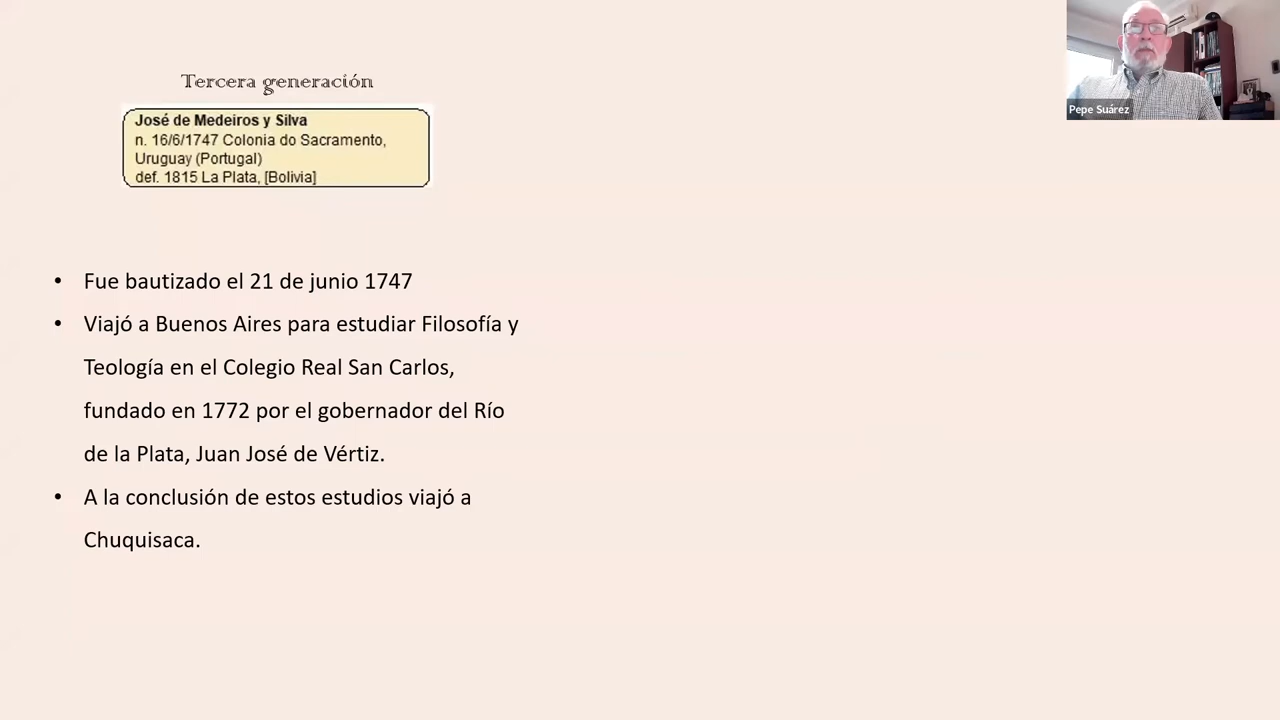 Tercera generación
José de Medeiros y Silva
n. 16/6/1747 Colonia do Sacramento,
Uruguay (Portugal)
def. 1815 La Plata, [Bolivia]
• Fue bautizado el 21 de junio 1747
• Viajó a Buenos Aires para estudiar Filosofía y
Teología en el Colegio Real San Carlos,
fundado en 1772 por el gobernador del Río
de la Plata, Juan José de Vértiz.
• A la conclusión de estos estudios viajó a
Chuquisaca.
Pepe Suárez